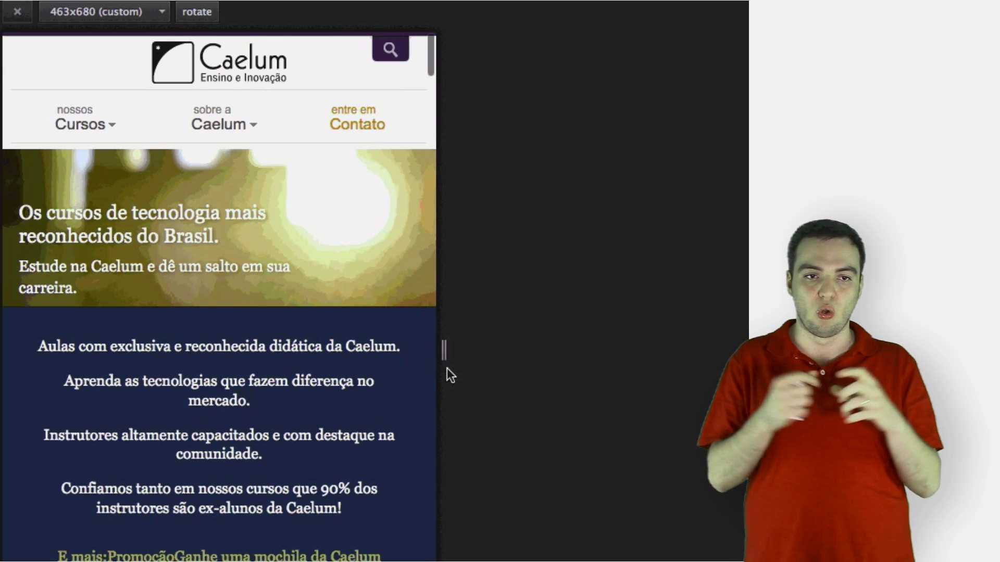 463x680 (custom)
rotate
Caelum
Ensino e Inovação
nossos
Cursos
sobre a
Caelum
entre em
Contato
Os cursos de tecnologia mais
reconhecidos do Brasil.
Estude na Caelum e dê um salto em sua
carreira.
Aulas com exclusiva e reconhecida didática da Caelum.
Aprenda as tecnologias que fazem diferença no
mercado.
Instrutores altamente capacitados e com destaque na
comunidade.
Confiamos tanto em nossos cursos que 90% dos
instrutores são ex-alunos da Caelum!
E mais:PromoçãoGanhe uma mochila da Caelum